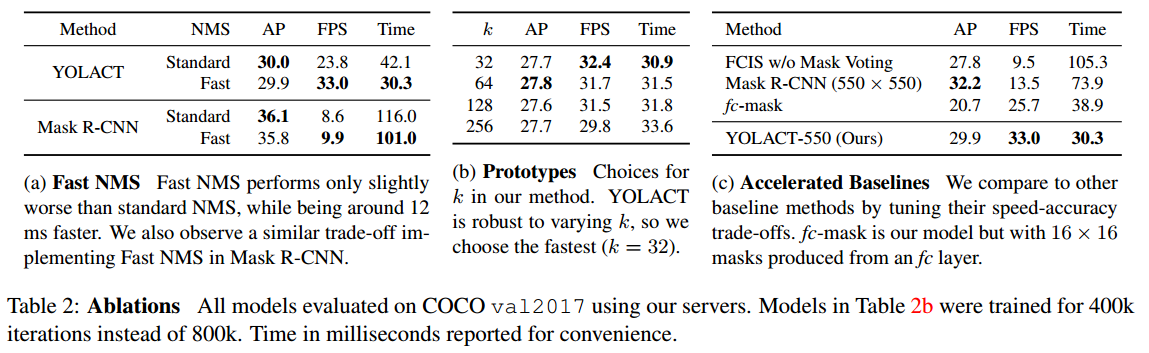 Method NMS AP FPS Time
YOLACT Standard 30.0 23.8 42.1
Fast 29.9 33.0 30.3
Mask R-CNN Standard 36.1 8.6 116.0
Fast 35.8 9.9 101.0
(a) Fast NMS Fast NMS performs only slightly
worse than standard NMS, while being around 12
ms faster. We also observe a similar trade-off im-
plementing Fast NMS in Mask R-CNN.
k AP FPS Time
32 27.7 32.4 30.9
64 27.8 31.7 31.5
128 27.6 31.5 31.8
256 27.7 29.8 33.6
(b) Prototypes Choices for
k in our method. YOLACT
is robust to varying k, so we
choose the fastest (k = 32).
Method AP FPS Time
FCIS w/o Mask Voting 27.8 9.5 105.3
Mask R-CNN (550 × 550) 32.2 13.5 73.9
fc-mask 20.7 25.7 38.9
YOLACT-550 (Ours) 29.9 33.0 30.3
(c) Accelerated Baselines We compare to other
baseline methods by tuning their speed-accuracy
trade-offs. fc-mask is our model but with 16 × 16
masks produced from an fc layer.
Table 2: Ablations All models evaluated on COCO val2017 using our servers. Models in Table 2b were trained for 400k
iterations instead of 800k. Time in milliseconds reported for convenience.